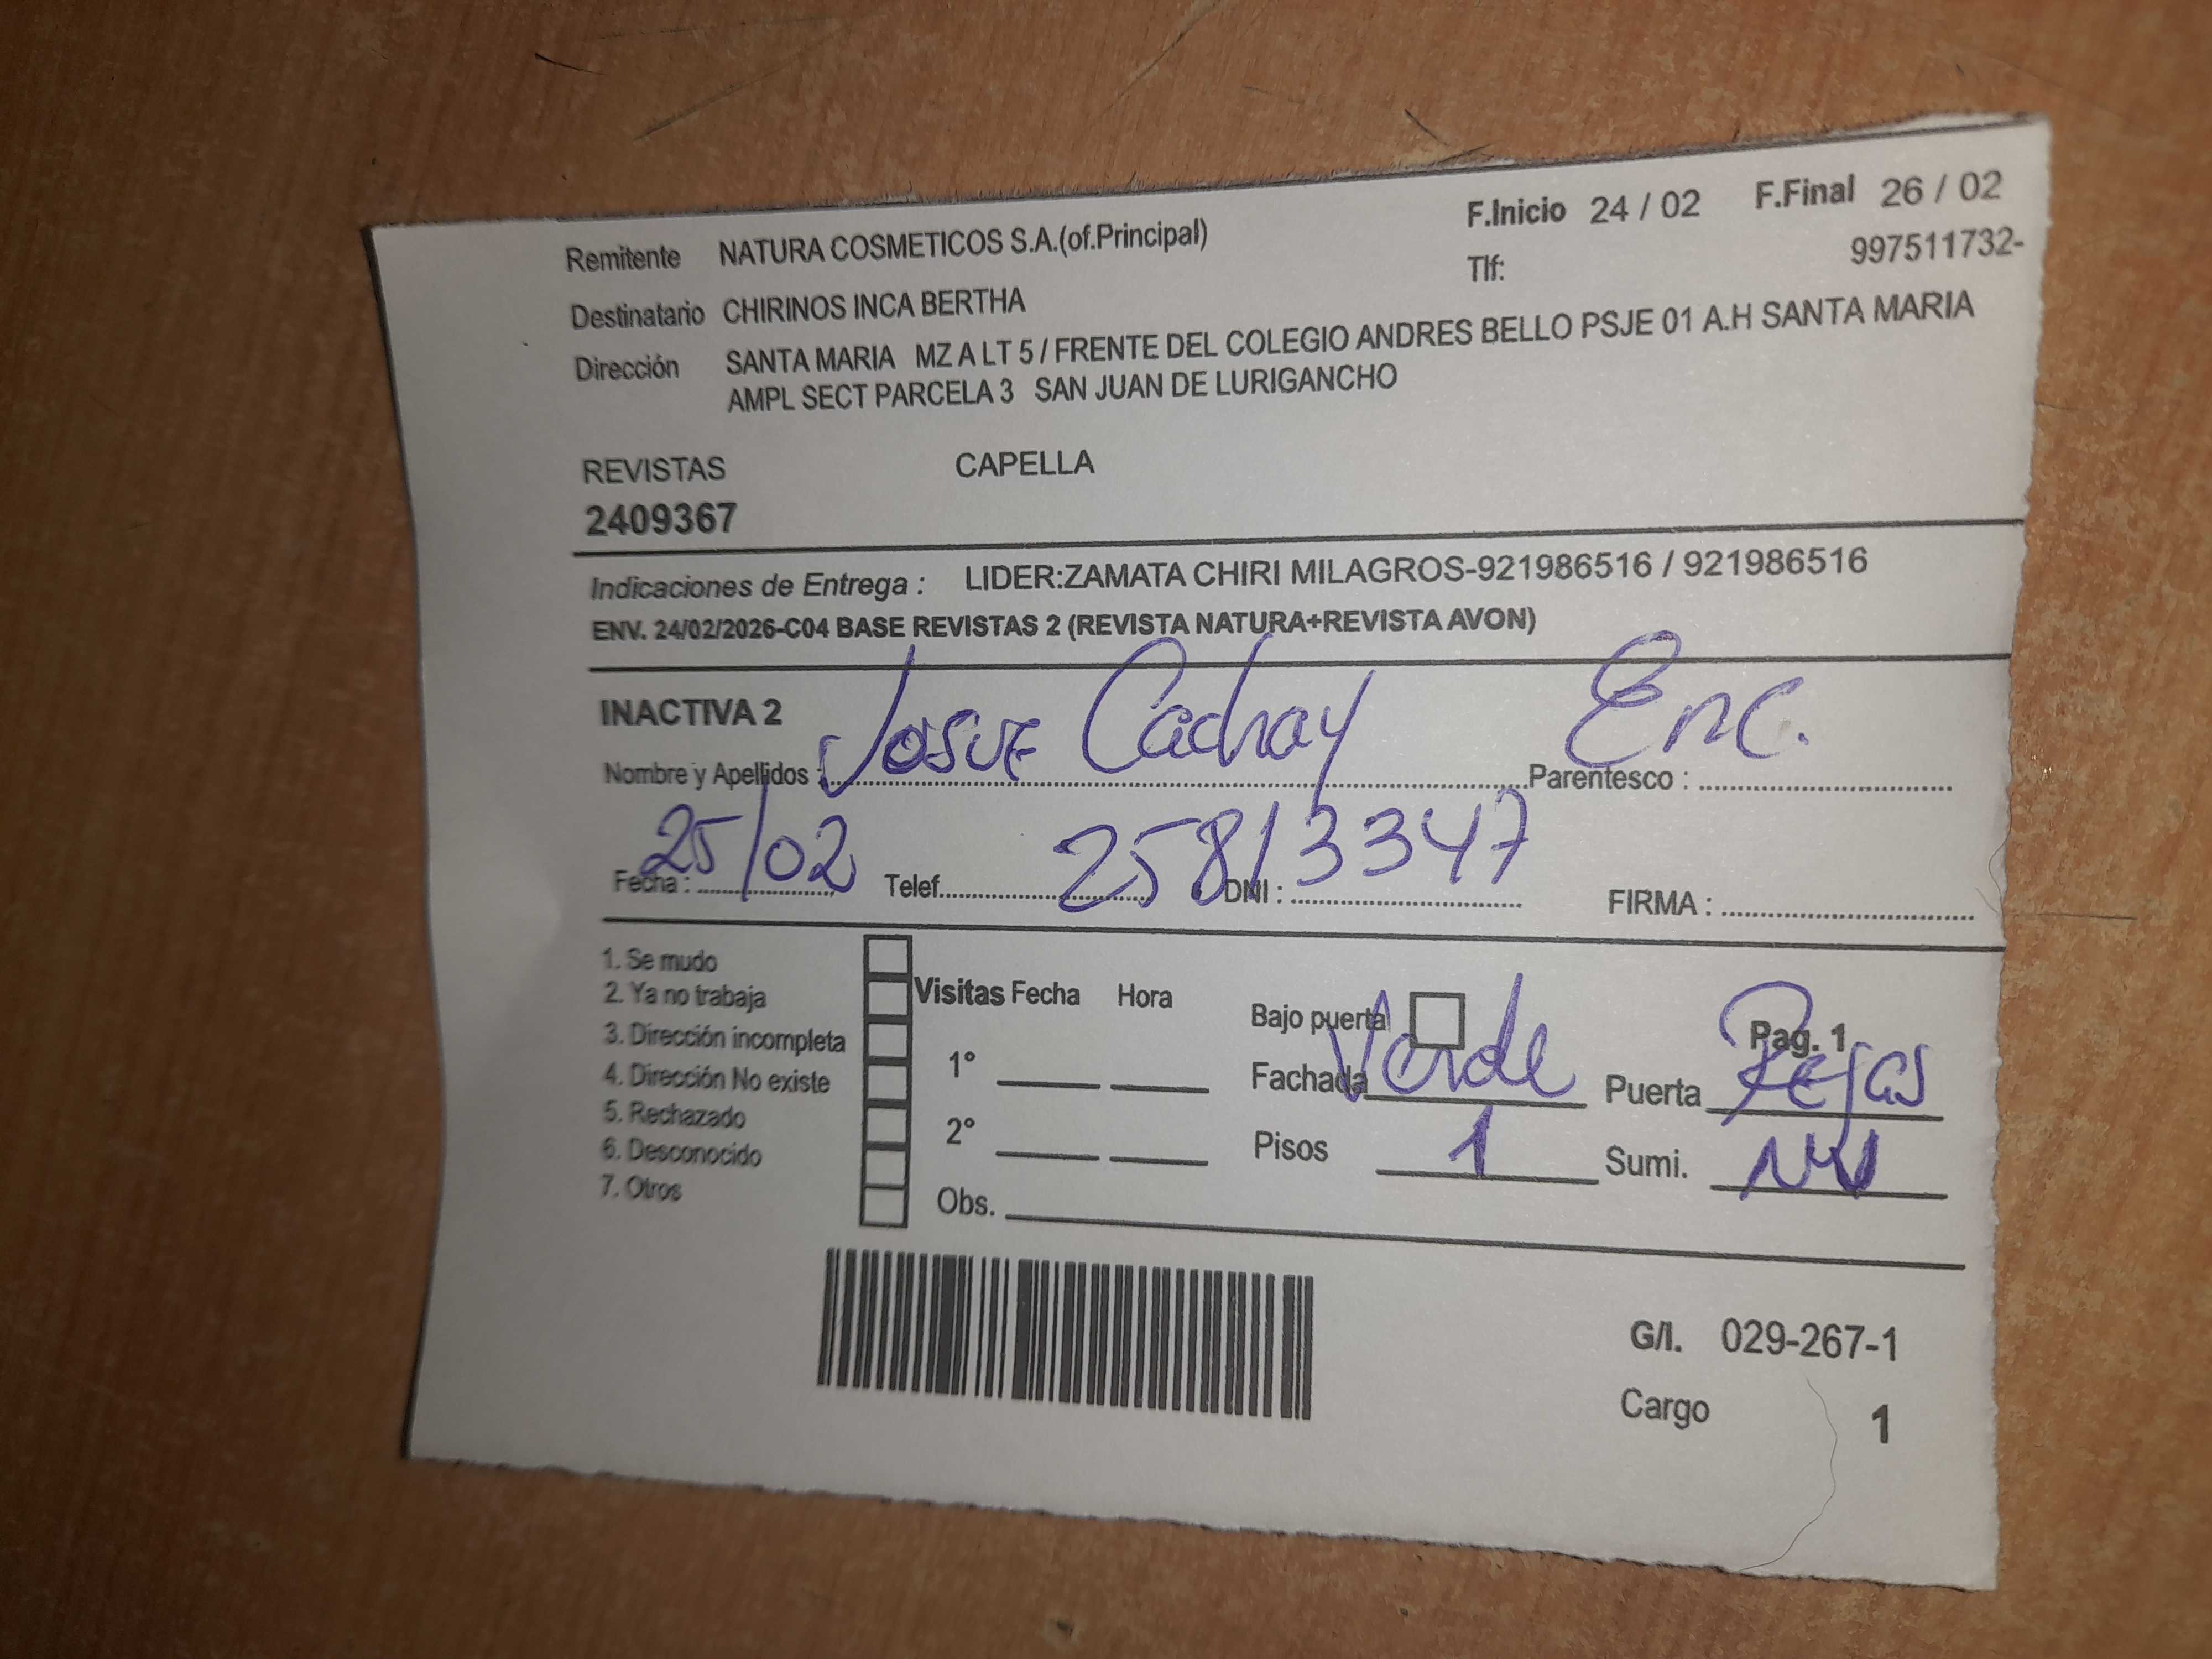 Remitente NATURA COSMETICOS S.A.(of.Principal) F.Inicio 24 / 02 F.Final 26 / 02
Tlf: 997511732-
Destinatario CHIRINOS INCA BERTHA
Dirección SANTA MARIA MZ A LT 5 / FRENTE DEL COLEGIO ANDRES BELLO PSJE 01 A.H SANTA MARIA
AMPL SECT PARCELA 3 SAN JUAN DE LURIGANCHO
REVISTAS CAPELLA
2409367
Indicaciones de Entrega : LIDER:ZAMATA CHIRI MILAGROS-921986516 / 921986516
ENV. 24/02/2026-C04 BASE REVISTAS 2 (REVISTA NATURA+REVISTA AVON)
INACTIVA 2
Nombre y Apellidos : Josue Cachay Parentesco : Enc.
Fecha : 25/02 Telef. DNI : 25813347 FIRMA :
1. Se mudo
2. Ya no trabaja
3. Dirección incompleta
4. Dirección No existe
5. Rechazado
6. Desconocido
7. Otros
Visitas Fecha Hora
1°
2°
Obs.
Bajo puerta Pag. 1
Fachada Verde Puerta Rejas
Pisos 1 Sumi.
G/I. 029-267-1
Cargo 1